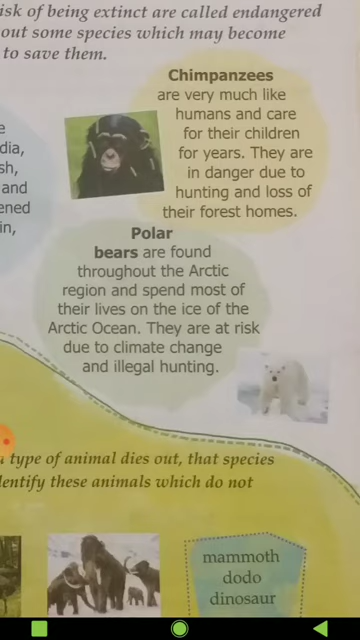 isk of being extinct are called endangered
out some species which may become
to save them.
Chimpanzees
are very much like
humans and care
for their children
for years. They are
in danger due to
hunting and loss of
their forest homes.
e
dia,
sh,
and
ened
in,
Polar
bears are found
throughout the Arctic
region and spend most of
their lives on the ice of the
Arctic Ocean. They are at risk
due to climate change
and illegal hunting.
a type of animal dies out, that species
dentify these animals which do not
mammoth
dodo
dinosaur